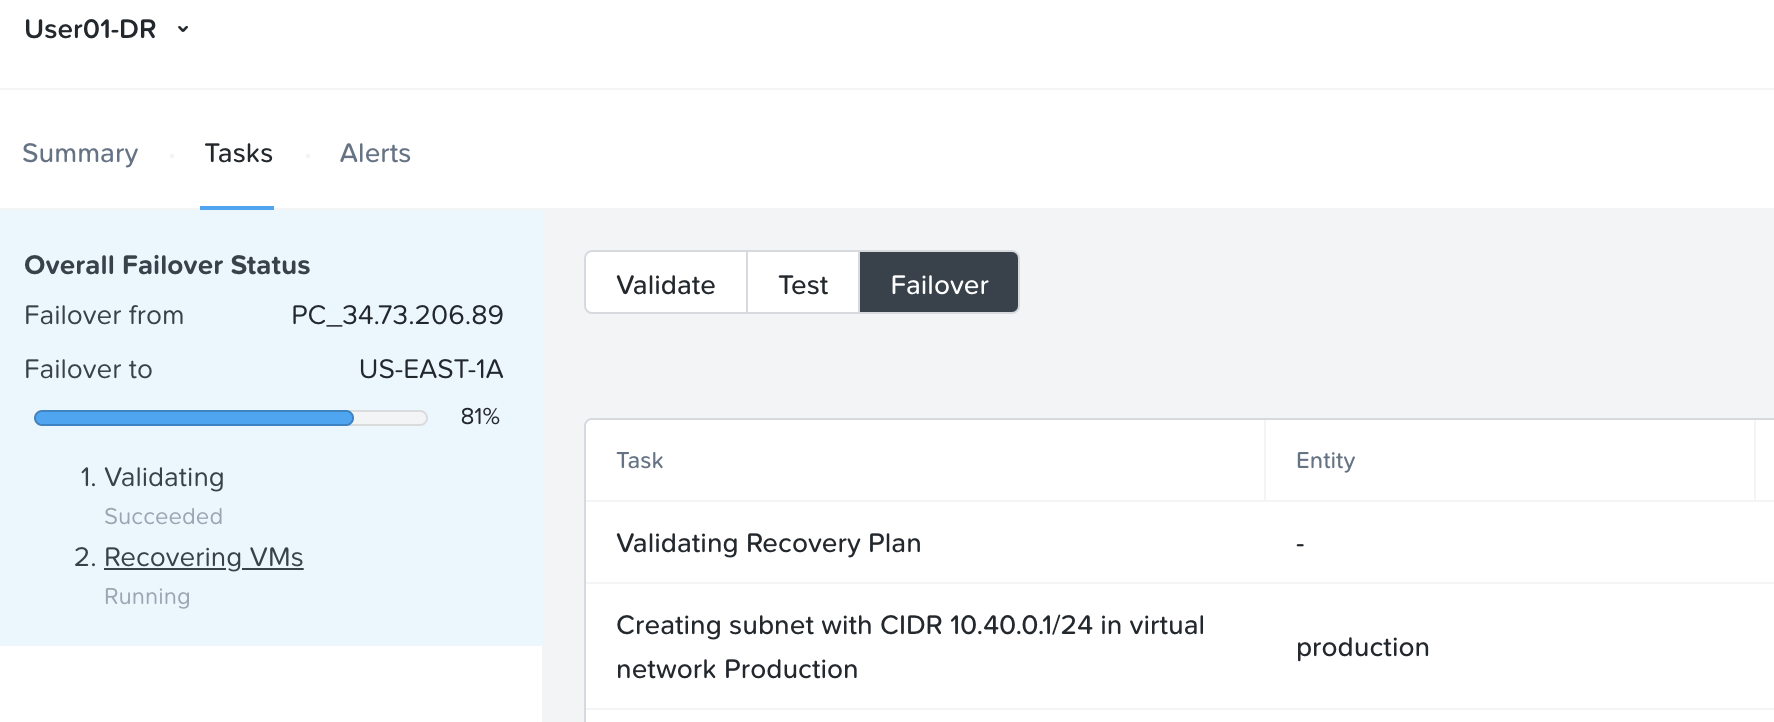 User01-DR
Summary Tasks Alerts
Overall Failover Status
Failover from PC_34.73.206.89
Failover to US-EAST-1A
81%
1. Validating
Succeeded
2. Recovering VMs
Running
Validate Test Failover
Task Entity
Validating Recovery Plan -
Creating subnet with CIDR 10.40.0.1/24 in virtual
network Production
production